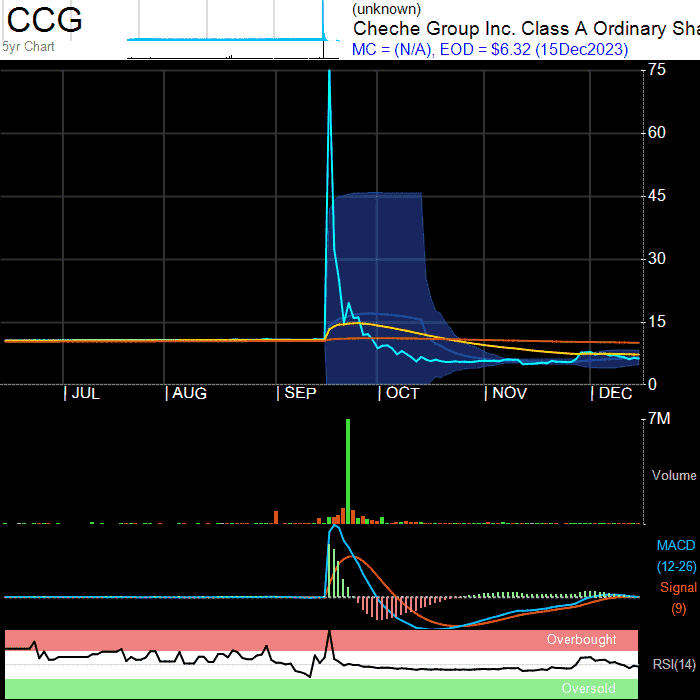 CCG
5yr Chart
(unknown)
Cheche Group Inc. Class A Ordinary Sha
MC = (N/A), EOD = $6.32 (15Dec2023)
75
60
45
30
15
0
| JUL | AUG | SEP | OCT | NOV | DEC
7M
Volume
MACD
(12-26)
Signal
(9)
Overbought
RSI(14)
Oversold